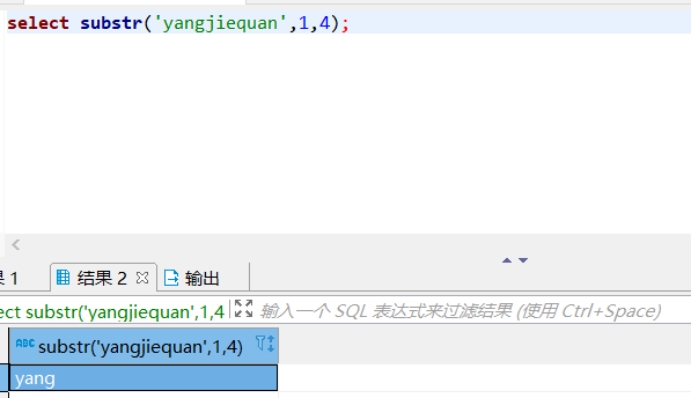 select substr('yangjiequan',1,4);
果 1
结果 2
输出
ect substr('yangjiequan',1,4
输入一个 SQL 表达式来过滤结果 (使用 Ctrl+Space)
ABC substr('yangjiequan',1,4)
yang